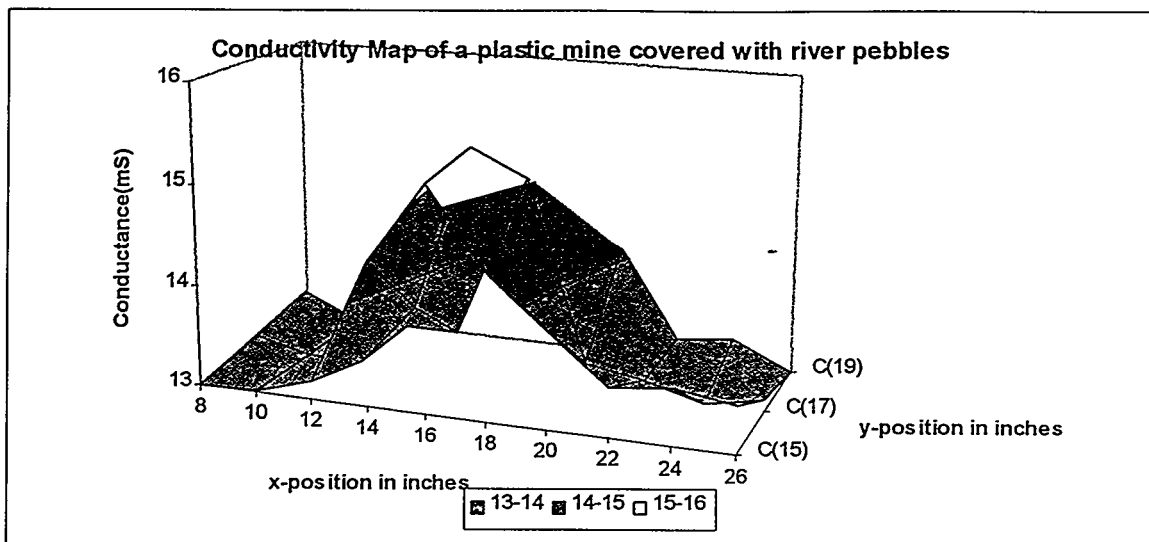 Conductivity Map of a plastic mine covered with river pebbles
Conductance(mS)
16
15
14
13
8 10 12 14 16 18 20 22 24 26
x-position in inches
C(19)
C(17)
C(15)
y-position in inches
13-14 14-15 15-16